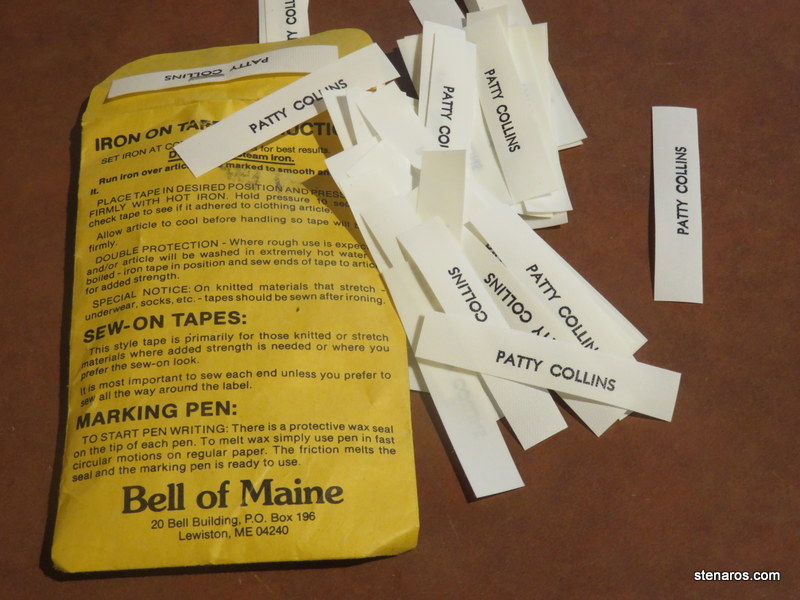 PATTY COLLINS
PATTY COLLINS
IRON ON
SET IRON AT for best results.
steam iron.
Run iron over marked to smooth
it.
PLACE TAPE IN DESIRED POSITION AND PRESS
FIRMLY WITH HOT IRON. Hold pressure 10
check tape to see if it adhered to clothing article.
Allow article to cool before handling so tape will
firmly.
DOUBLE PROTECTION - Where rough use is
and/or article will be washed in extremely hot water
boiled - iron tape in position and sew ends of tape to
for added strength.
SPECIAL NOTICE: On knitted materials that stretch -
underwear, socks, etc. - tapes should be sewn after ironing.
SEW-ON TAPES:
This style tape is primarily for those knitted or stretch
materials where added strength is needed or where you
prefer the sew-on look.
It is most important to sew each end unless you prefer to
sew all the way around the label.
MARKING PEN:
TO START PEN WRITING: There is a protective wax seal
on the tip of each pen. To melt wax simply use pen in fast
circular motions on regular paper. The friction melts the
seal and the marking pen is ready to use.
Bell of Maine
20 Bell Building, P.O. Box 196
Lewiston, ME 04240
PATTY
PATTY COLLINS
PATTY COLLINS
COLLINS
COLLINS
PATTY COLLINS
PATTY COLLINS
stenaros.com